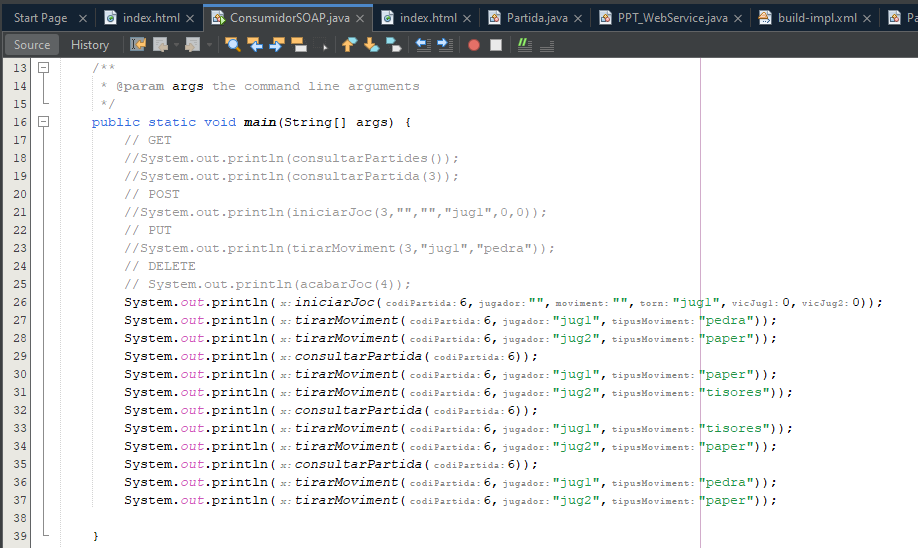 Start Page index.html ConsumidorSOAP.java index.html Partida.java PPT_WebService.java build-impl.xml Pa
Source History
13 /**
14 * @param args the command line arguments
15 */
16 public static void main(String[] args) {
17 // GET
18 //System.out.println(consultarPartides());
19 //System.out.println(consultarPartida(3));
20 // POST
21 //System.out.println(iniciarJoc(3,"","","jug1",0,0));
22 // PUT
23 //System.out.println(tirarMoviment(3,"jug1","pedra"));
24 // DELETE
25 // System.out.println(acabarJoc(4));
26 System.out.println( x: iniciarJoc( codiPartida: 6, jugador: "", moviment: "", torn: "jug1", vicJug1: 0, vicJug2: 0));
27 System.out.println( x: tirarMoviment( codiPartida: 6, jugador: "jug1", tipusMoviment: "pedra"));
28 System.out.println( x: tirarMoviment( codiPartida: 6, jugador: "jug2", tipusMoviment: "paper"));
29 System.out.println( x: consultarPartida( codiPartida: 6));
30 System.out.println( x: tirarMoviment( codiPartida: 6, jugador: "jug1", tipusMoviment: "paper"));
31 System.out.println( x: tirarMoviment( codiPartida: 6, jugador: "jug2", tipusMoviment: "tisores"));
32 System.out.println( x: consultarPartida( codiPartida: 6));
33 System.out.println( x: tirarMoviment( codiPartida: 6, jugador: "jug1", tipusMoviment: "tisores"));
34 System.out.println( x: tirarMoviment( codiPartida: 6, jugador: "jug2", tipusMoviment: "paper"));
35 System.out.println( x: consultarPartida( codiPartida: 6));
36 System.out.println( x: tirarMoviment( codiPartida: 6, jugador: "jug1", tipusMoviment: "pedra"));
37 System.out.println( x: tirarMoviment( codiPartida: 6, jugador: "jug2", tipusMoviment: "paper"));
38
39 }